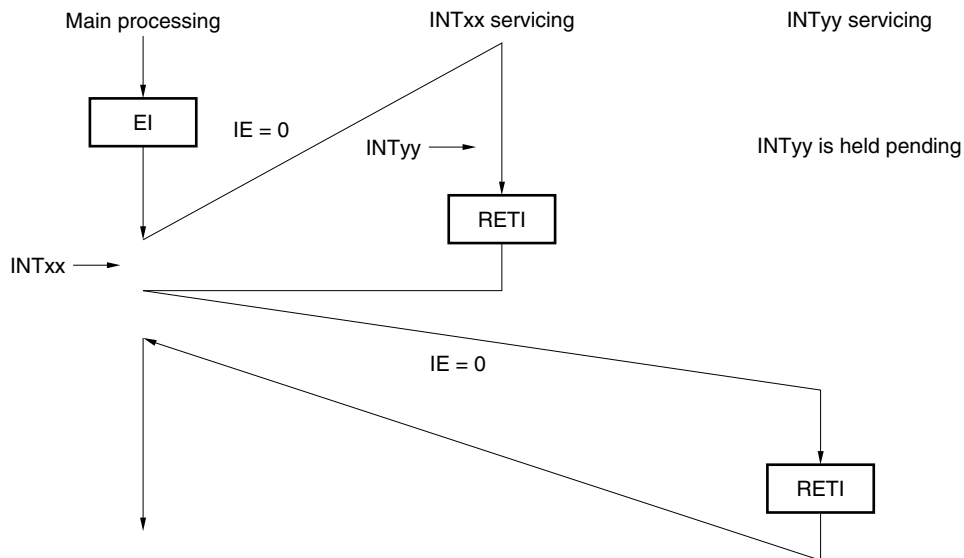 Main processing
INTxx servicing
INTyy servicing
EI
IE = 0
INTyy
INTyy is held pending
RETI
INTxx
IE = 0
RETI